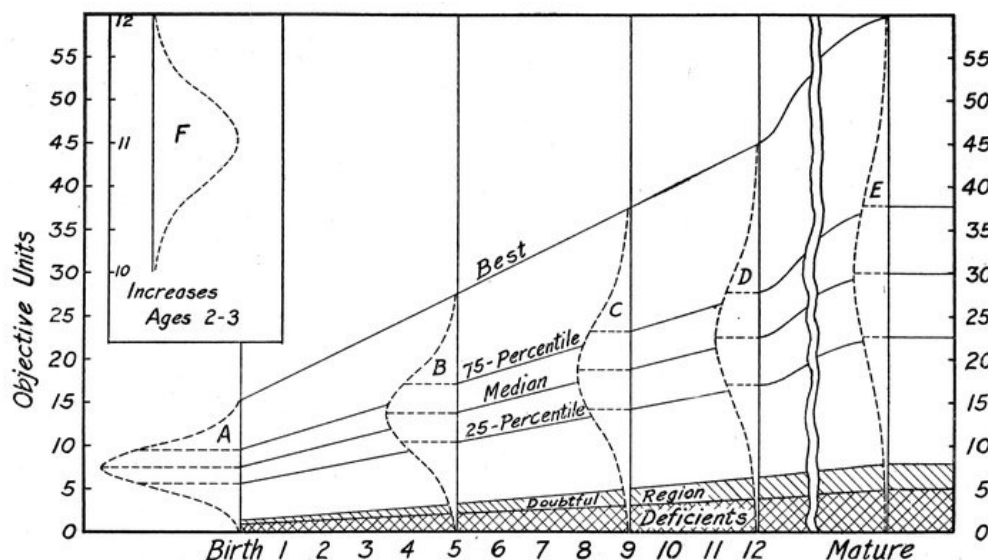 12
11
10
F
Increases
Ages 2-3
55
50
45
40
35
30
25
20
15
10
5
0
Objective Units
55
50
45
40
35
30
25
20
15
10
5
0
Best
A
B
C
D
E
75-Percentile
Median
25-Percentile
Doubtful Region
Deficients
Birth 1 2 3 4 5 6 7 8 9 10 11 12 Mature